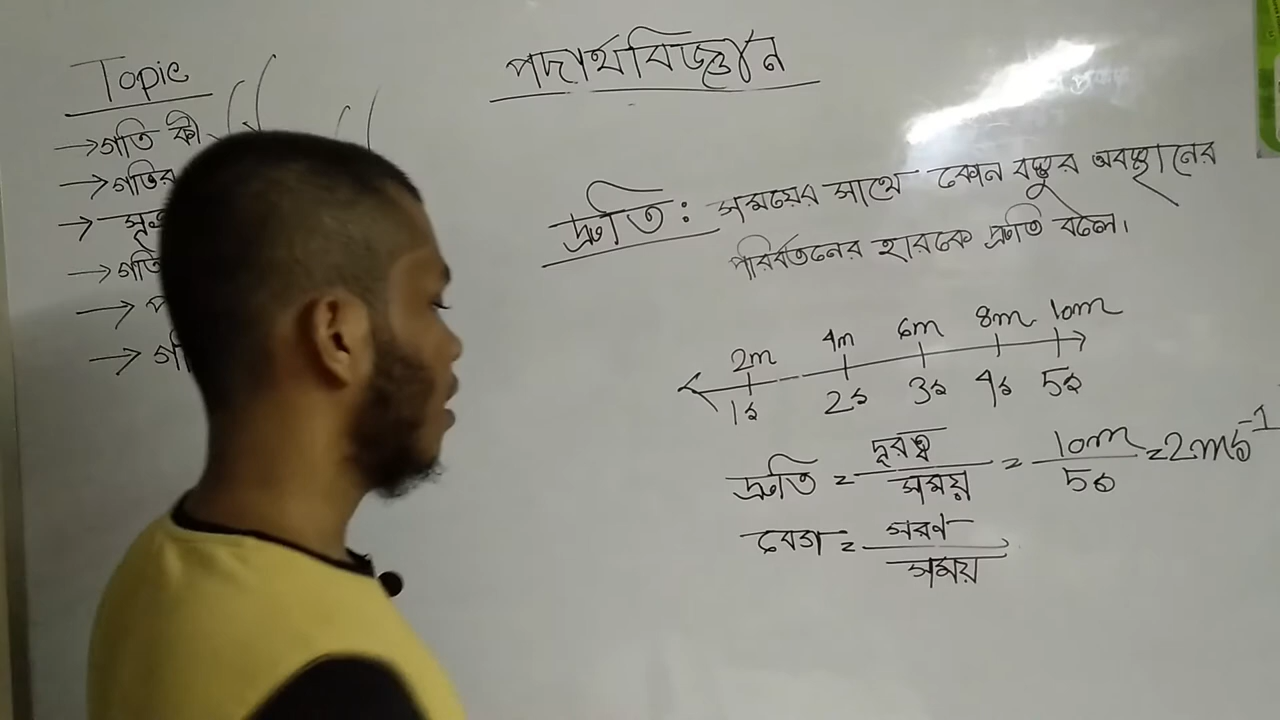 পদার্থবিজ্ঞান
Topic
→গতি কী
→গতির
→
→গতি
→
→
দ্রুতি: সময়ের সাথে কোন বস্তুর অবস্থানের
পরিবর্তনের হারকে দ্রুতি বলে।
2m 4m 6m 8m 10m
1s 2s 3s 4s 5s
দ্রুতি = দূরত্ব / সময় = 10m / 5s = 2ms⁻¹
বেগ = সরণ / সময়